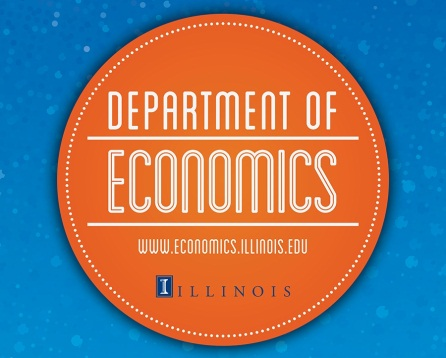 DEPARTMENT OF
ECONOMICS
WWW.ECONOMICS.ILLINOIS.EDU
I ILLINOIS